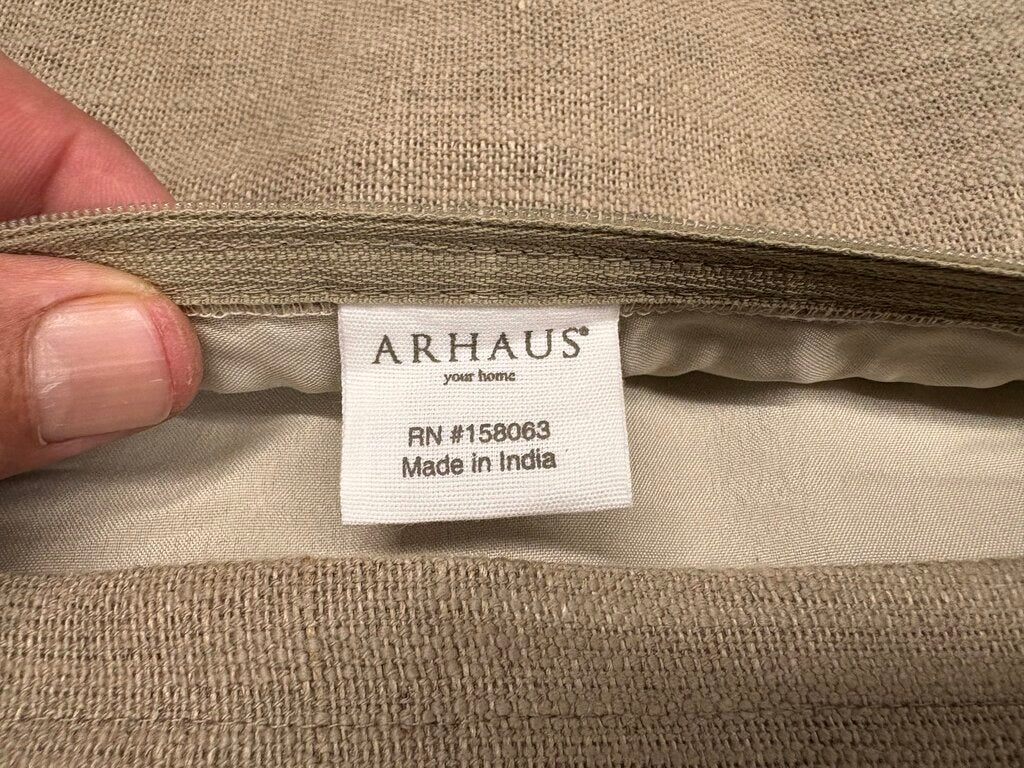 ARHAUS®
your home
RN #158063
Made in India